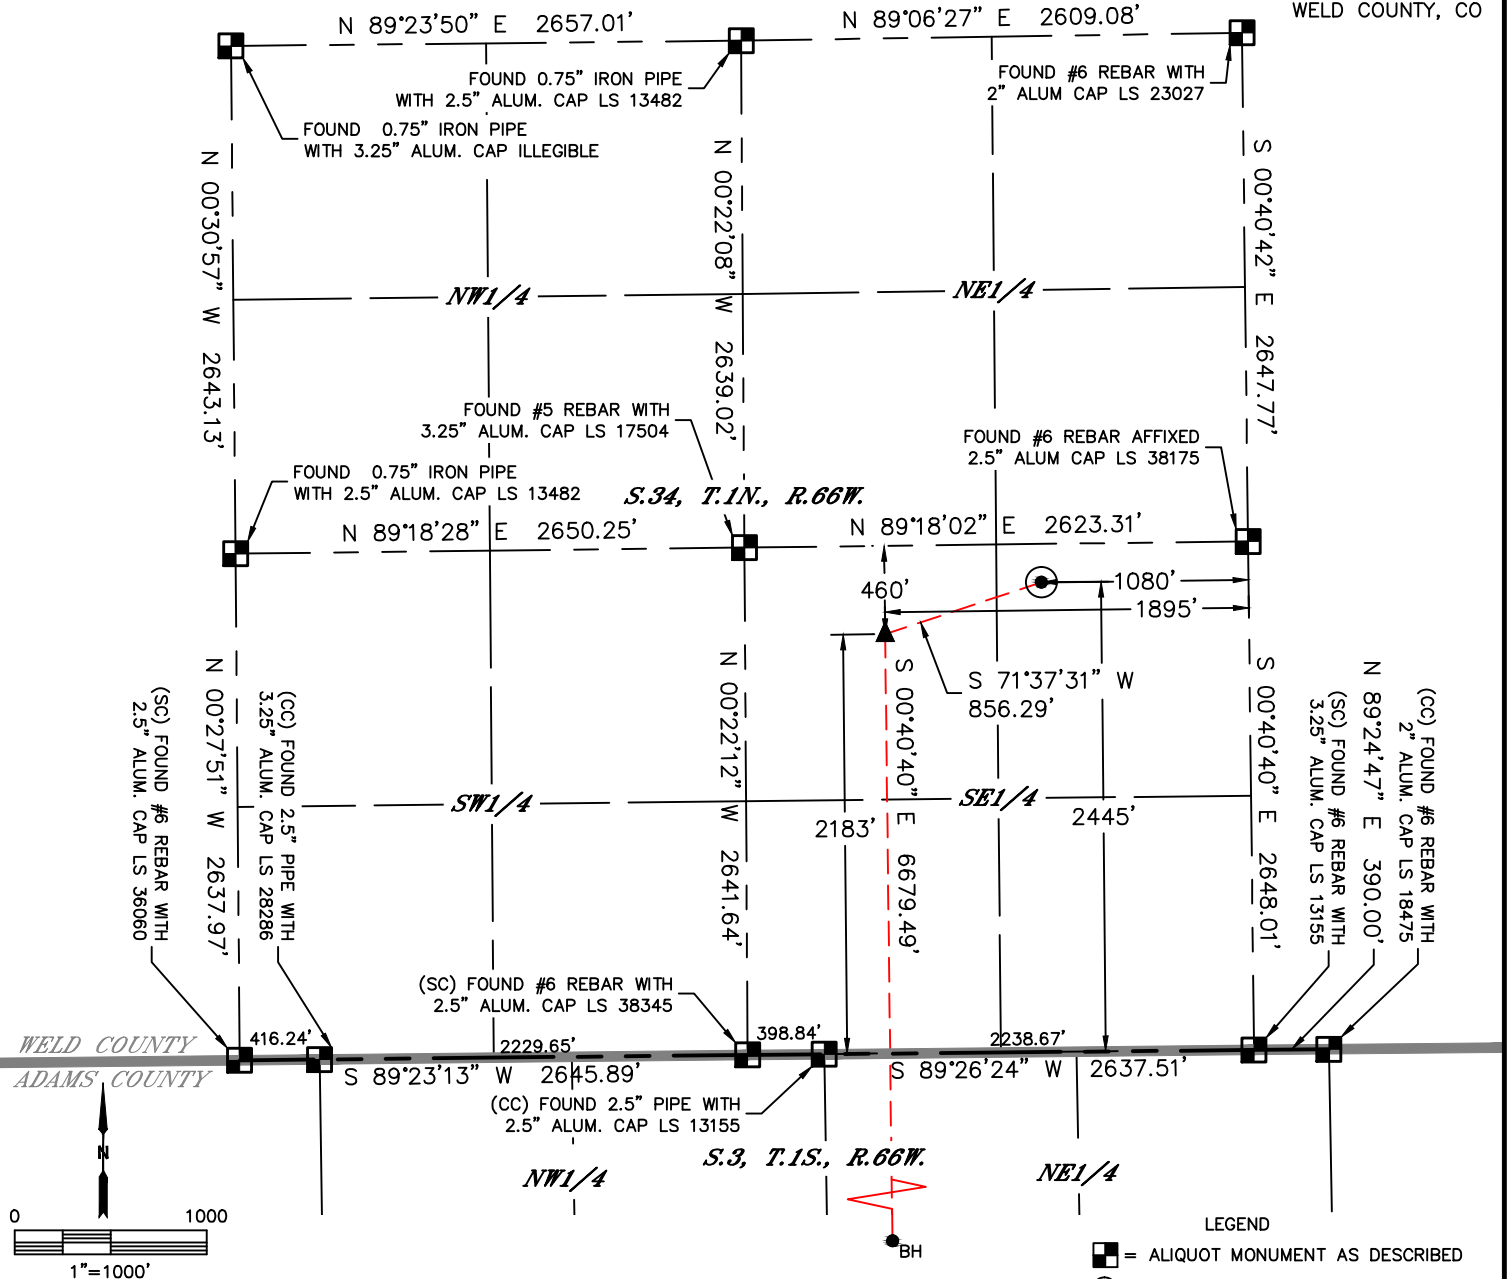 WELD COUNTY, CO
N 89°23'50" E 2657.01'
N 89°06'27" E 2609.08'
FOUND 0.75" IRON PIPE
WITH 2.5" ALUM. CAP LS 13482
FOUND #6 REBAR WITH
2" ALUM CAP LS 23027
FOUND 0.75" IRON PIPE
WITH 3.25" ALUM. CAP ILLEGIBLE
N 00°30'57" W 2643.13'
N 00°22'08" W 2639.02'
S 00°40'42" E 2647.77'
NW1/4
NE1/4
FOUND #5 REBAR WITH
3.25" ALUM. CAP LS 17504
FOUND #6 REBAR AFFIXED
2.5" ALUM CAP LS 38175
FOUND 0.75" IRON PIPE
WITH 2.5" ALUM. CAP LS 13482
S.34, T.1N., R.66W.
N 89°18'28" E 2650.25'
N 89°18'02" E 2623.31'
460'
1080'
1895'
S 71°37'31" W
856.29'
(SC) FOUND #6 REBAR WITH
2.5" ALUM. CAP LS 36060
N 00°27'51" W 2637.97'
(CC) FOUND 2.5" PIPE WITH
3.25" ALUM. CAP LS 28286
N 00°22'12" W 2641.64'
S 00°40'40" E 6679.49'
S 00°40'40" E 2648.01'
(SC) FOUND #6 REBAR WITH
3.25" ALUM. CAP LS 13155
N 89°24'47" E 390.00'
(CC) FOUND #6 REBAR WITH
2" ALUM. CAP LS 18475
SW1/4
SE1/4
2183'
2445'
(SC) FOUND #6 REBAR WITH
2.5" ALUM. CAP LS 38345
WELD COUNTY
416.24'
2229.65'
398.84'
2238.67'
ADAMS COUNTY
S 89°23'13" W 2645.89'
S 89°26'24" W 2637.51'
(CC) FOUND 2.5" PIPE WITH
2.5" ALUM. CAP LS 13155
N
S.3, T.1S., R.66W.
NW1/4
NE1/4
0 1000
1"=1000'
BH
LEGEND
= ALIQUOT MONUMENT AS DESCRIBED